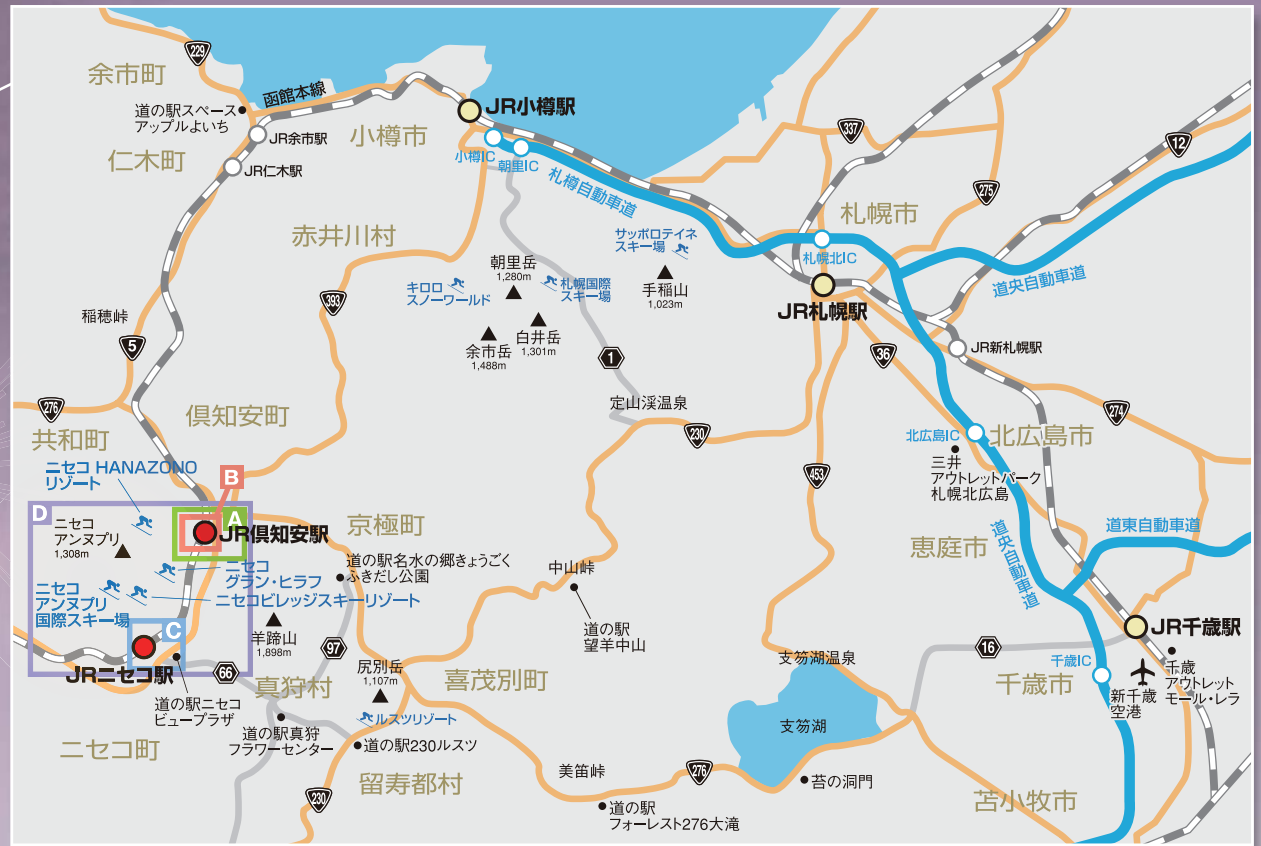 229
余市町
道の駅スペース
アップルよいち
函館本線
JR余市駅
仁木町
JR仁木駅
小樽市
JR小樽駅
小樽IC
朝里IC
札樽自動車道
337
12
275
札幌市
札幌北IC
道央自動車道
JR札幌駅
サッポロテイネ
スキー場
手稲山
1,023m
赤井川村
朝里岳
1,280m
キロロ
スノーワールド
札幌国際
スキー場
白井岳
1,301m
余市岳
1,488m
393
稲穂峠
5
1
36
JR新札幌駅
276
共和町
倶知安町
定山渓温泉
230
274
北広島IC
北広島市
三井
アウトレットパーク
札幌北広島
453
ニセコ HANAZONO
リゾート
B
D
A
JR倶知安駅
ニセコ
アンヌプリ
1,308m
京極町
道の駅名水の郷きょうごく
ふきだし公園
ニセコ
グラン・ヒラフ
ニセコビレッジスキーリゾート
ニセコ
アンヌプリ
国際スキー場
C
JRニセコ駅
羊蹄山
1,898m
97
66
中山峠
道の駅
望羊中山
恵庭市
道央自動車道
道東自動車道
JR千歳駅
16
千歳IC
千歳市
新千歳
空港
千歳
アウトレット
モール・レラ
支笏湖温泉
支笏湖
苔の洞門
尻別岳
1,107m
喜茂別町
真狩村
ルスツリゾート
道の駅ニセコ
ビュープラザ
道の駅真狩
フラワーセンター
道の駅230ルスツ
ニセコ町
留寿都村
230
美笛峠
276
道の駅
フォーレスト276大滝
苫小牧市